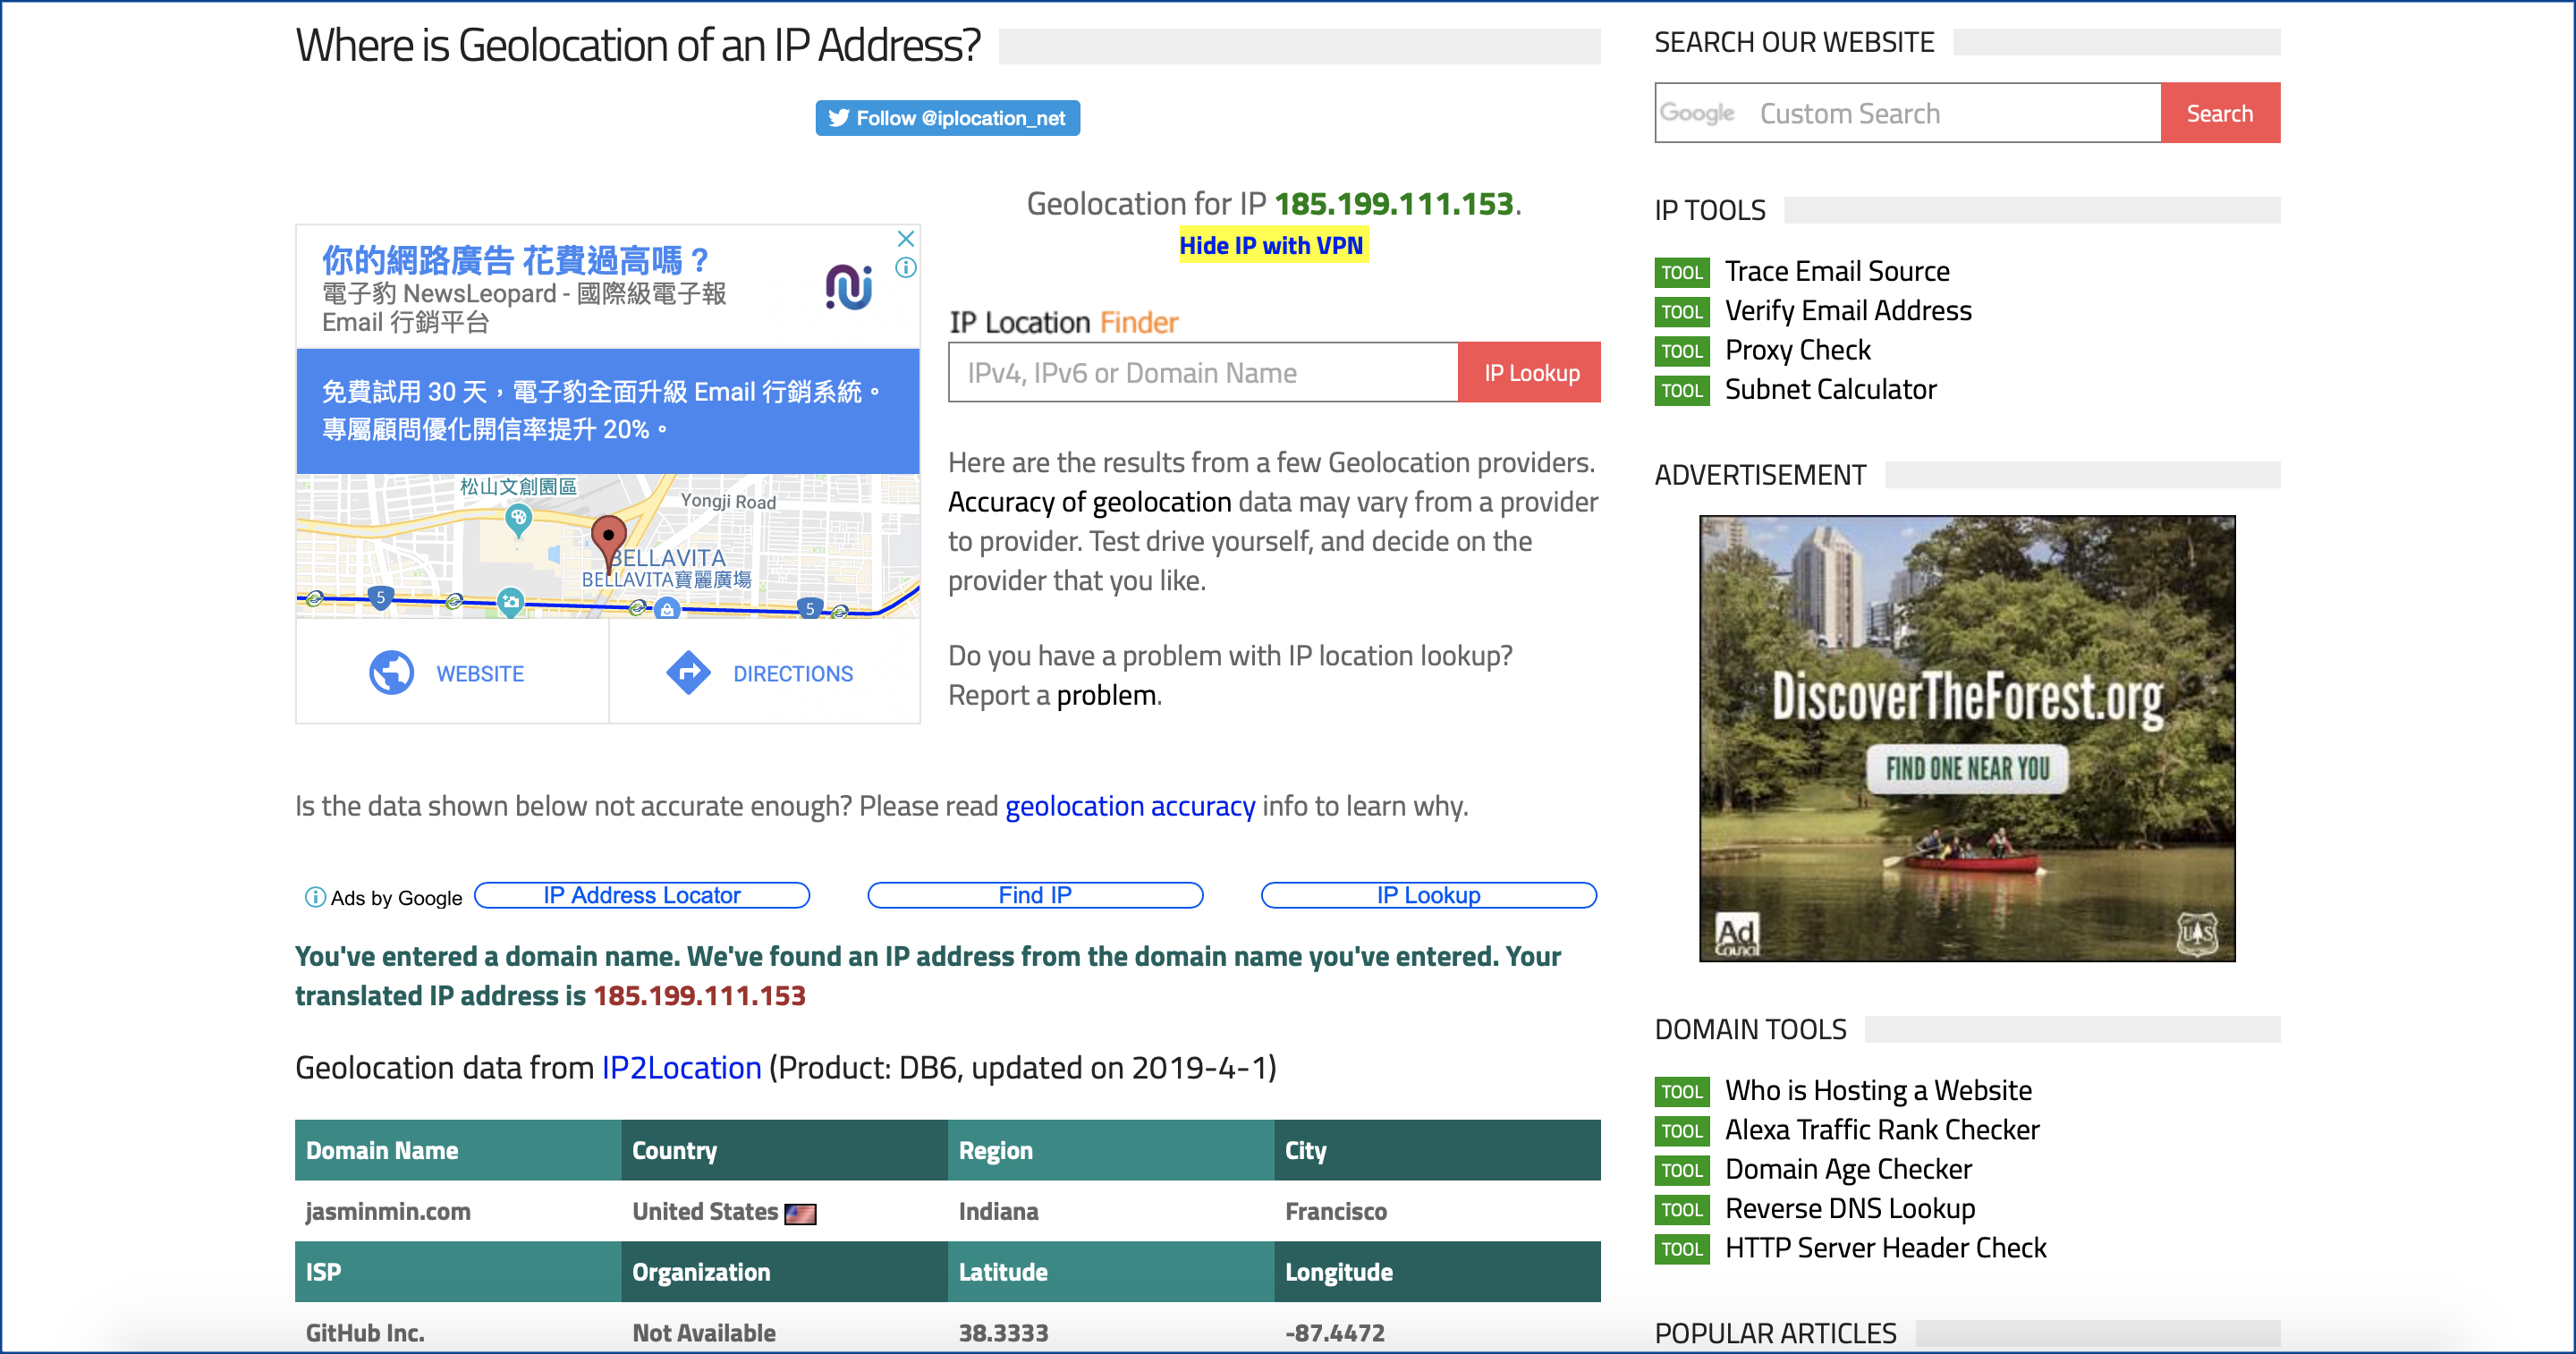 Where is Geolocation of an IP Address?
Follow @iplocation_net
Geolocation for IP 185.199.111.153.
Hide IP with VPN
你的網路廣告 花費過高嗎？
電子豹 NewsLeopard - 國際級電子報
Email 行銷平台
免費試用 30 天，電子豹全面升級 Email 行銷系統。
專屬顧問優化開信率提升 20%。
松山文創園區
Yongji Road
BELLAVITA
BELLAVITA寶麗廣塲
5
5
WEBSITE
DIRECTIONS
IP Location Finder
IPv4, IPv6 or Domain Name
IP Lookup
Here are the results from a few Geolocation providers.
Accuracy of geolocation data may vary from a provider
to provider. Test drive yourself, and decide on the
provider that you like.
Do you have a problem with IP location lookup?
Report a problem.
Is the data shown below not accurate enough? Please read geolocation accuracy info to learn why.
Ads by Google
IP Address Locator
Find IP
IP Lookup
You've entered a domain name. We've found an IP address from the domain name you've entered. Your
translated IP address is 185.199.111.153
Geolocation data from IP2Location (Product: DB6, updated on 2019-4-1)
Domain Name Country Region City
jasminmin.com United States Indiana Francisco
ISP Organization Latitude Longitude
GitHub Inc. Not Available 38.3333 -87.4472
SEARCH OUR WEBSITE
Google Custom Search Search
IP TOOLS
TOOL Trace Email Source
TOOL Verify Email Address
TOOL Proxy Check
TOOL Subnet Calculator
ADVERTISEMENT
DiscoverTheForest.org
FIND ONE NEAR YOU
Ad
Council
U S
DOMAIN TOOLS
TOOL Who is Hosting a Website
TOOL Alexa Traffic Rank Checker
TOOL Domain Age Checker
TOOL Reverse DNS Lookup
TOOL HTTP Server Header Check
POPULAR ARTICLES